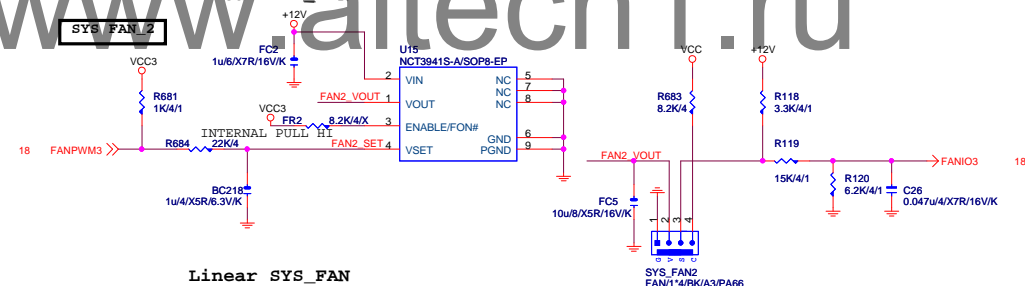 www.aitech1.ru
SYS FAN_2
+12V
VCC3
FC2
1u/6/X7R/16V/K
U15
NCT3941S-A/SOP8-EP
2 VIN
1 VOUT
3 ENABLE/FON#
4 VSET
NC 5
NC 7
NC 8
GND 6
PGND 9
FAN2_VOUT
R681
1K/4/1
VCC3
FR2 8.2K/4/X
INTERNAL PULL HI
FAN2_SET
18 FANPWM3
R684 22K/4
BC218
1u/4/X5R/6.3V/K
VCC
+12V
R683
8.2K/4
R118
3.3K/4/1
FAN2_VOUT
R119
15K/4/1
FANIO3 18
R120
6.2K/4/1
C26
0.047u/4/X7R/16V/K
FC5
10u/8/X5R/16V/K
1 2 3 4
G V S C
SYS_FAN2
FAN/1*4/BK/A3/PA66
Linear SYS_FAN